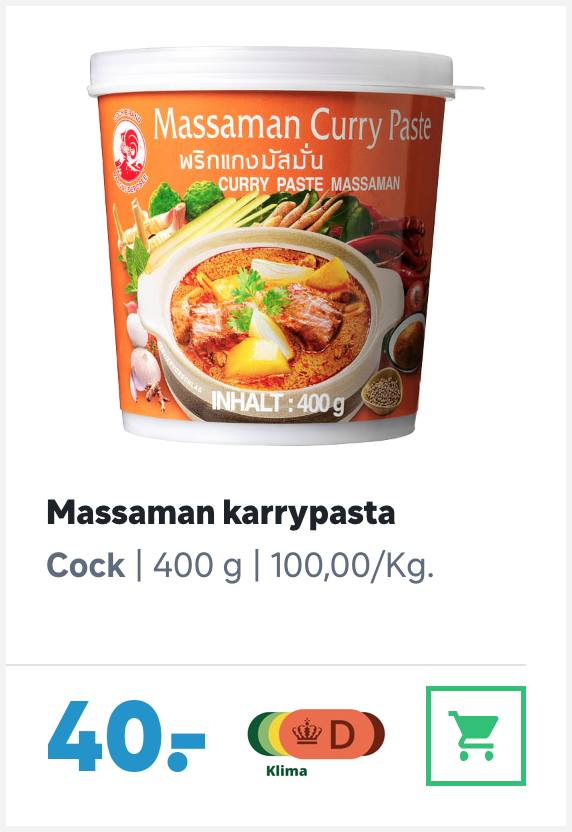 Massaman Curry Paste
พริกแกงมัสมั่น
CURRY PASTE MASSAMAN
INHALT : 400 g
Massaman karrypasta
Cock | 400 g | 100,00/Kg.
40.-
D
Klima